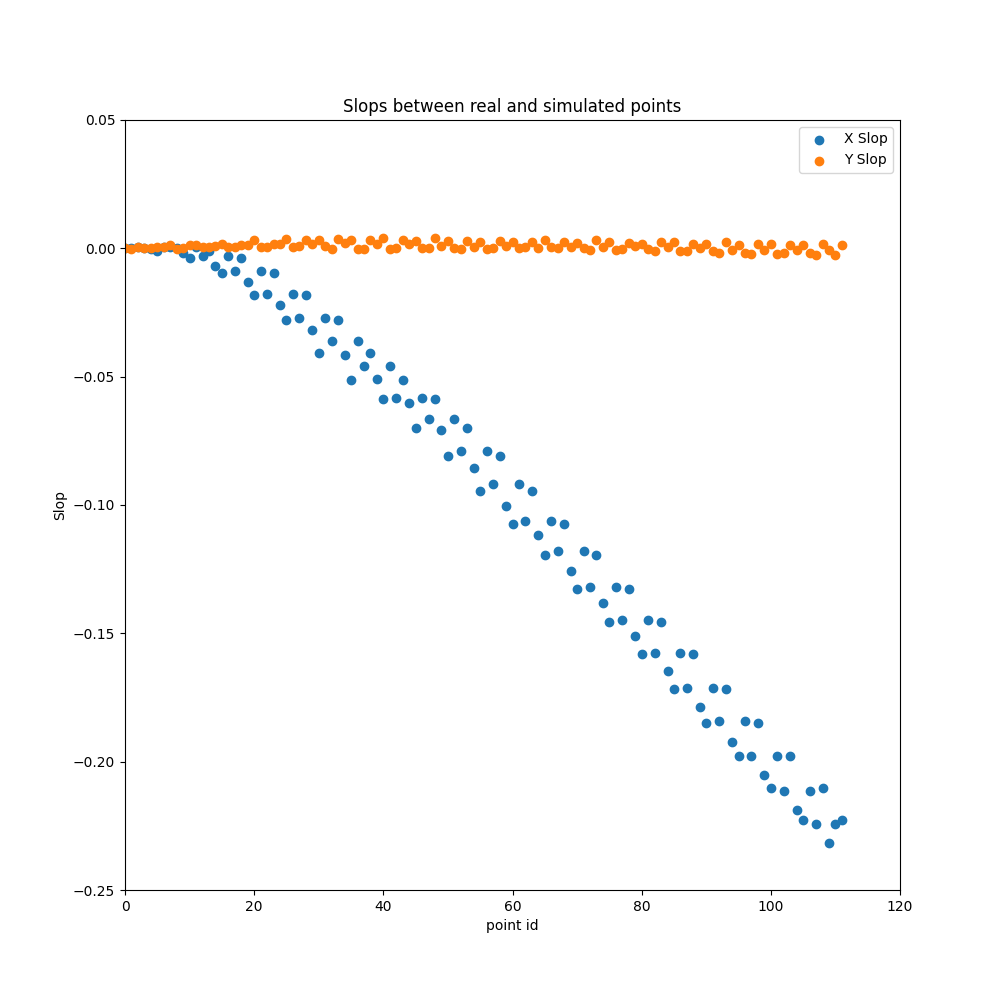 Slops between real and simulated points
X Slop
Y Slop
0.05
0.00
−0.05
−0.10
−0.15
−0.20
−0.25
Slop
0 20 40 60 80 100 120
point id